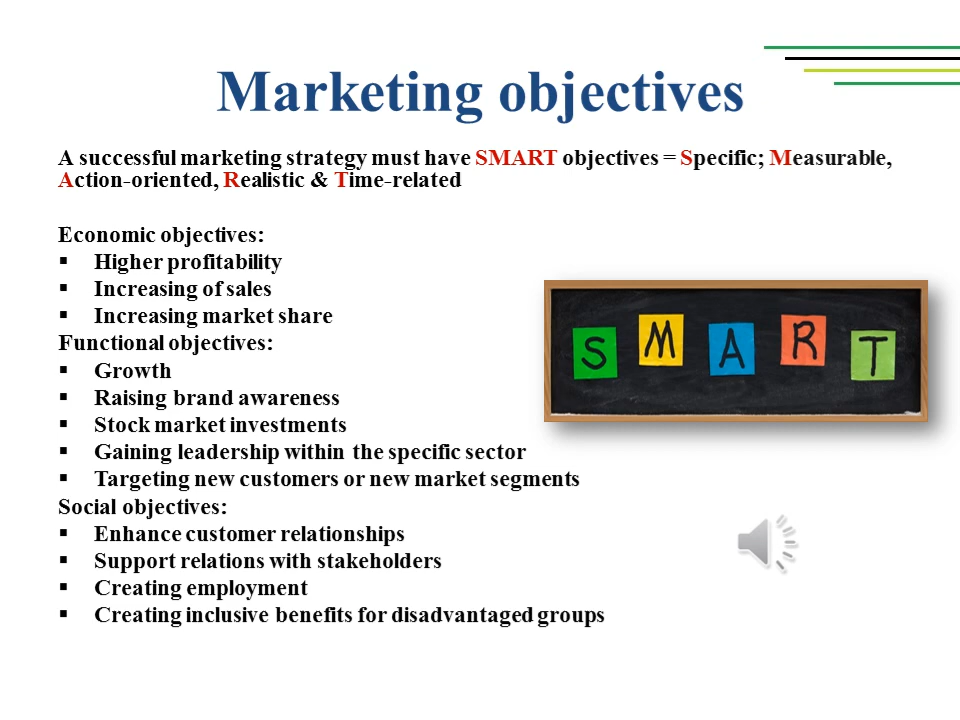 Marketing objectives
A successful marketing strategy must have SMART objectives = Specific; Measurable,
Action-oriented, Realistic & Time-related
Economic objectives:
▪ Higher profitability
▪ Increasing of sales
▪ Increasing market share
S M A R T
Functional objectives:
▪ Growth
▪ Raising brand awareness
▪ Stock market investments
▪ Gaining leadership within the specific sector
▪ Targeting new customers or new market segments
Social objectives:
▪ Enhance customer relationships
▪ Support relations with stakeholders
▪ Creating employment
▪ Creating inclusive benefits for disadvantaged groups